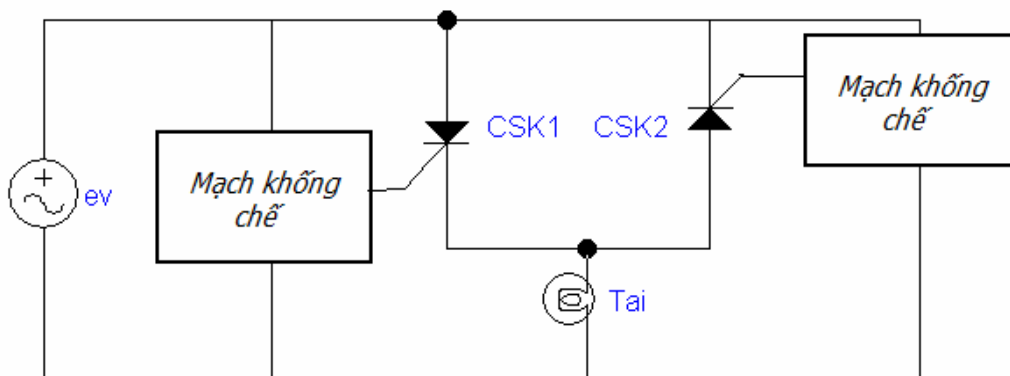 Mạch khống
chế
CSK1
CSK2
ev
Mạch khống
chế
Tai